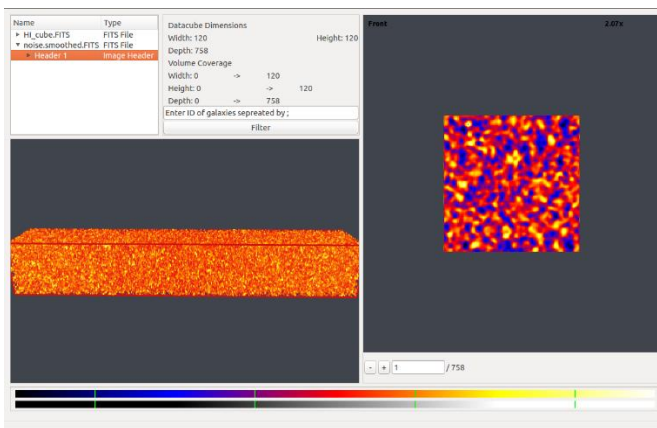 Name Type
HI_cube.FITS FITS File
noise.smoothed.FITS FITS File
Header 1 Image Header
Datacube Dimensions
Width: 120 Height: 120
Depth: 758
Volume Coverage
Width: 0 -> 120
Height: 0 -> 120
Depth: 0 -> 758
Enter ID of galaxies sepreated by ;
Filter
Front 2.07x
- + 1 / 758